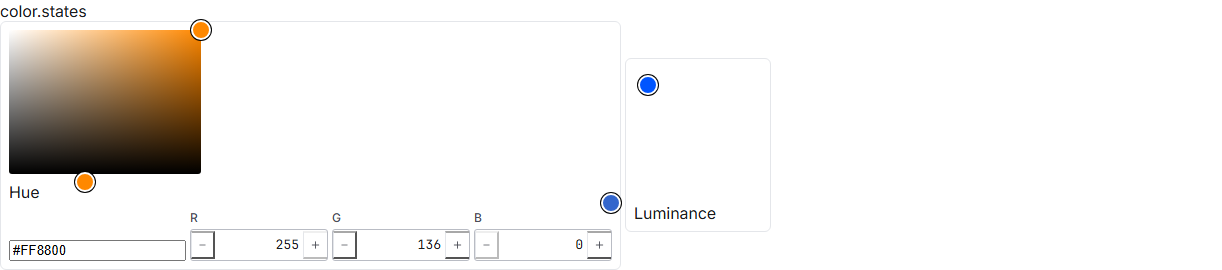 color.states
Hue
Luminance
R G B
#FF8800 − 255 + − 136 + − 0 +